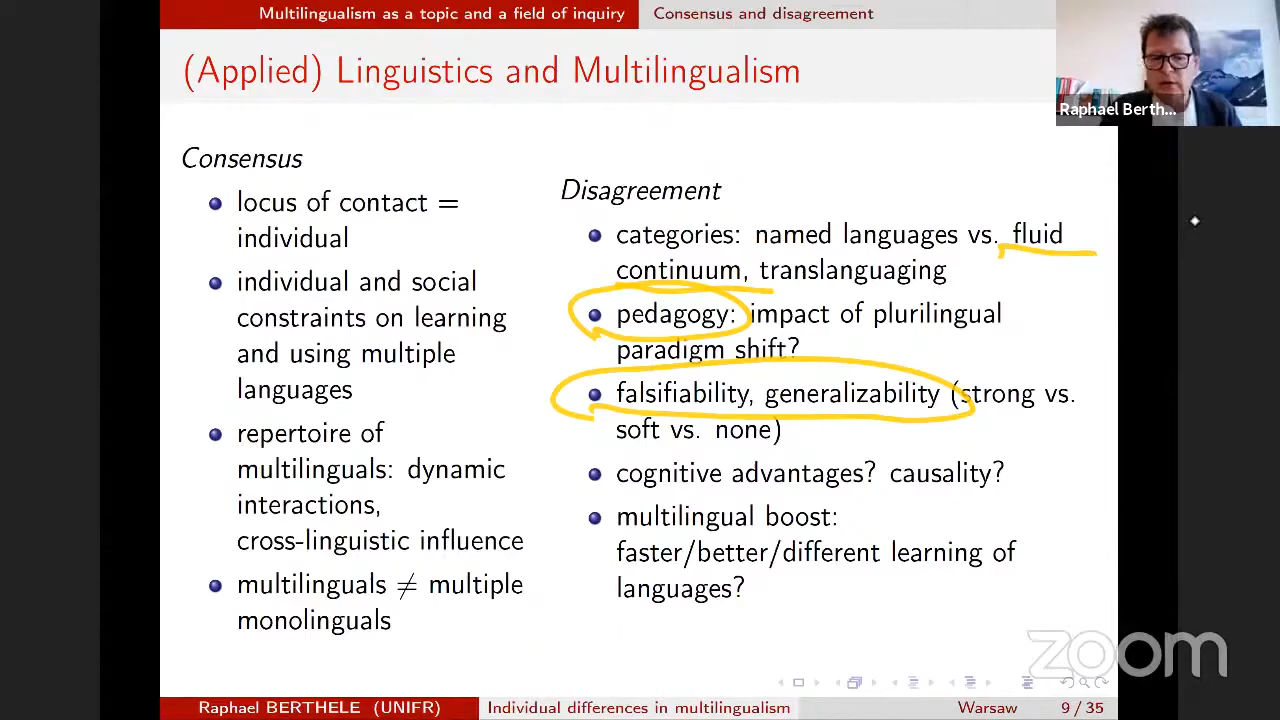 Multilingualism as a topic and a field of inquiry Consensus and disagreement
(Applied) Linguistics and Multilingualism
Raphael Berth...
Consensus
locus of contact =
individual
individual and social
constraints on learning
and using multiple
languages
repertoire of
multilinguals: dynamic
interactions,
cross-linguistic influence
multilinguals ≠ multiple
monolinguals
Disagreement
categories: named languages vs. fluid
continuum, translanguaging
pedagogy: impact of plurilingual
paradigm shift?
falsifiability, generalizability (strong vs.
soft vs. none)
cognitive advantages? causality?
multilingual boost:
faster/better/different learning of
languages?
zoom
Raphael BERTHELE (UNIFR) Individual differences in multilingualism Warsaw 9 / 35